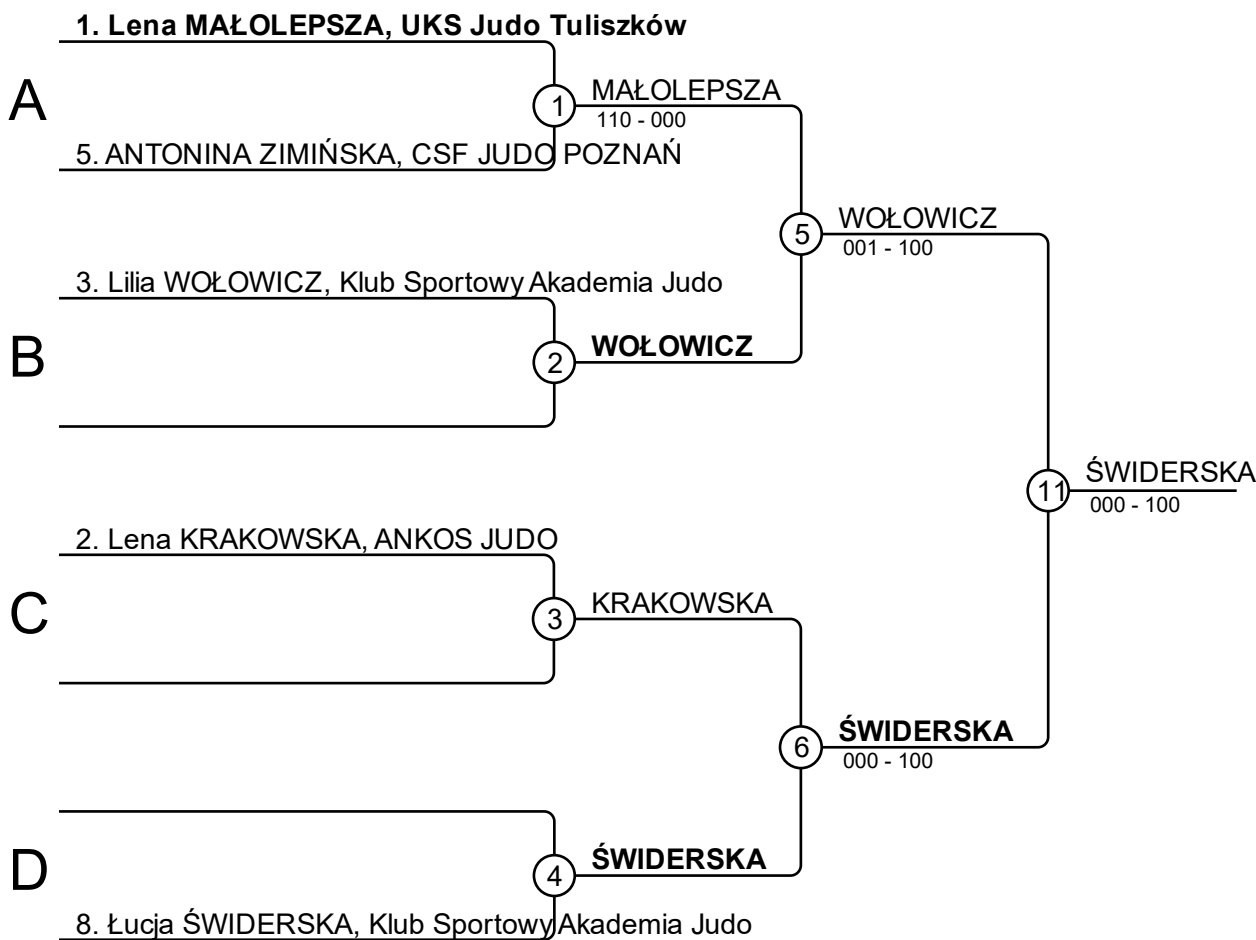 1. Lena MAŁOLEPSZA, UKS Judo Tuliszków
A
1
MAŁOLEPSZA
110 - 000
5. ANTONINA ZIMIŃSKA, CSF JUDO POZNAŃ
5
WOŁOWICZ
001 - 100
3. Lilia WOŁOWICZ, Klub Sportowy Akademia Judo
B
2
WOŁOWICZ
11
ŚWIDERSKA
000 - 100
2. Lena KRAKOWSKA, ANKOS JUDO
C
3
KRAKOWSKA
6
ŚWIDERSKA
000 - 100
D
4
ŚWIDERSKA
8. Łucja ŚWIDERSKA, Klub Sportowy Akademia Judo